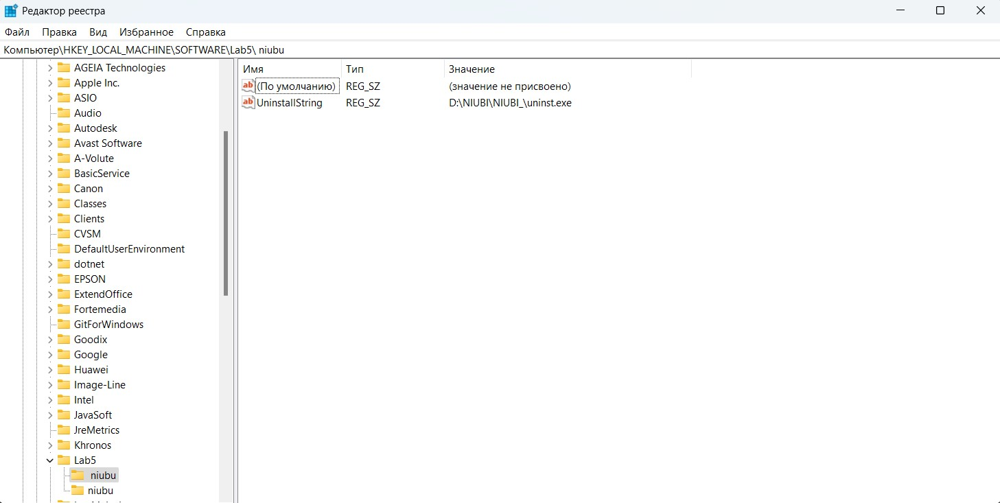 Редактор реестра
Файл Правка Вид Избранное Справка
Компьютер\HKEY_LOCAL_MACHINE\SOFTWARE\Lab5\ niubu
AGEIA Technologies
Apple Inc.
ASIO
Audio
Autodesk
Avast Software
A-Volute
BasicService
Canon
Classes
Clients
CVSM
DefaultUserEnvironment
dotnet
EPSON
ExtendOffice
Fortemedia
GitForWindows
Goodix
Google
Huawei
Image-Line
Intel
JavaSoft
JreMetrics
Khronos
Lab5
niubu
niubu
Имя Тип Значение
(По умолчанию) REG_SZ (значение не присвоено)
UninstallString REG_SZ D:\NIUBI\NIUBI_\uninst.exe